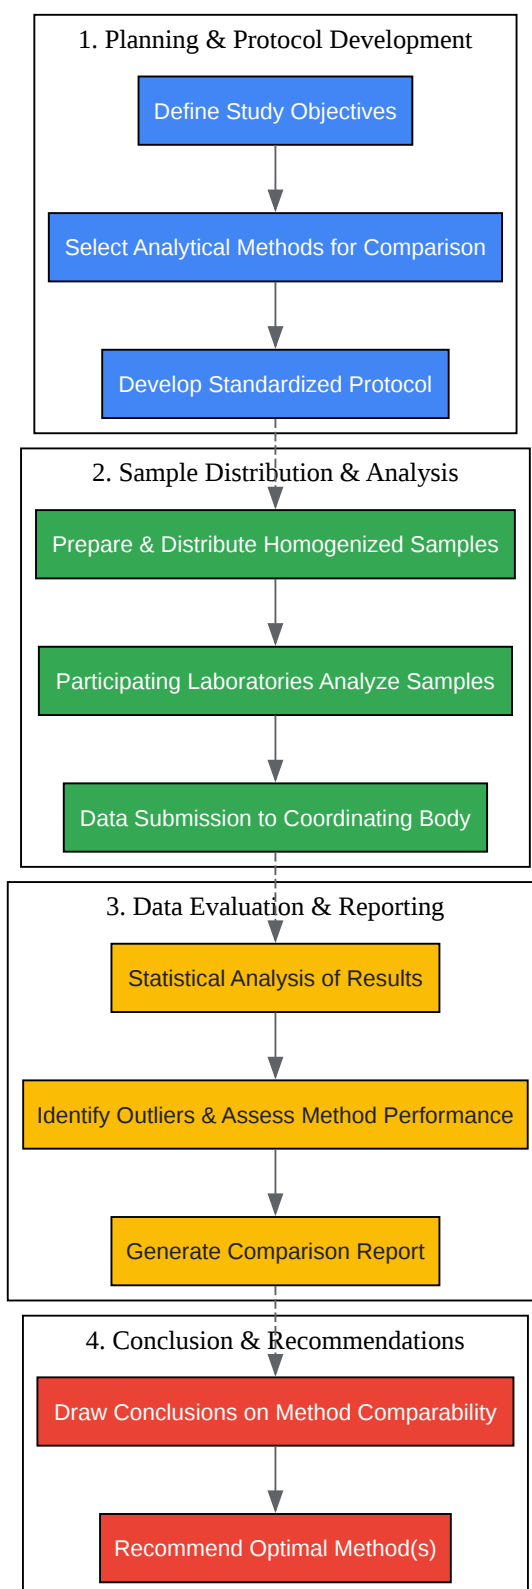 1. Planning & Protocol Development
Define Study Objectives
Select Analytical Methods for Comparison
Develop Standardized Protocol
2. Sample Distribution & Analysis
Prepare & Distribute Homogenized Samples
Participating Laboratories Analyze Samples
Data Submission to Coordinating Body
3. Data Evaluation & Reporting
Statistical Analysis of Results
Identify Outliers & Assess Method Performance
Generate Comparison Report
4. Conclusion & Recommendations
Draw Conclusions on Method Comparability
Recommend Optimal Method(s)